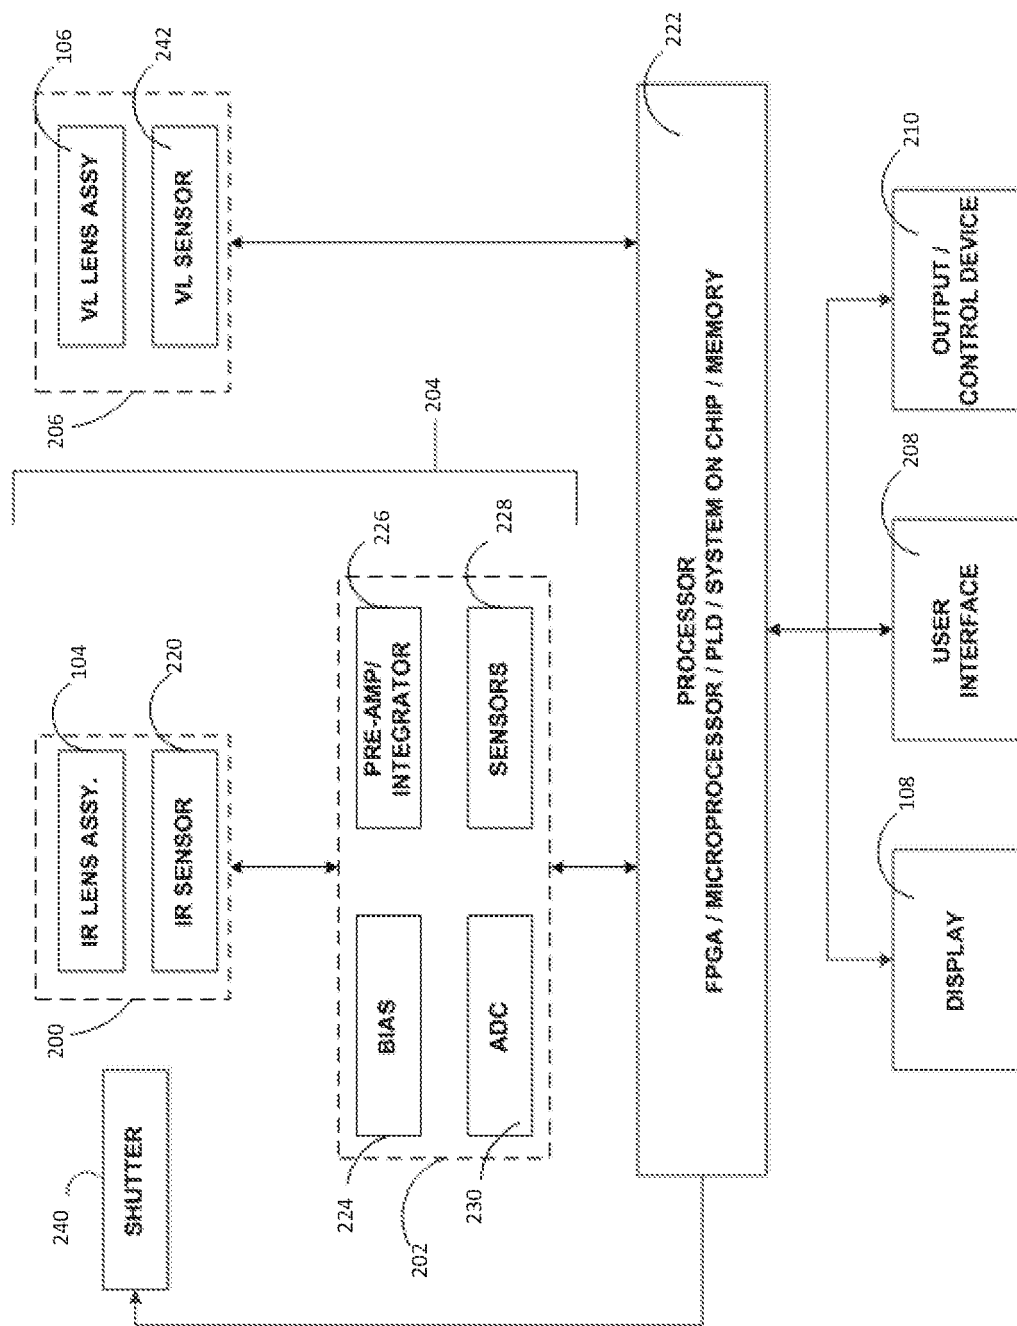 240
SHUTTER
200
104
IR LENS ASSY.
220
IR SENSOR
206
106
VL LENS ASSY
242
VL SENSOR
204
202
224
BIAS
226
PRE-AMP/
INTEGRATOR
230
ADC
228
SENSORS
222
PROCESSOR
FPGA / MICROPROCESSOR / PLD / SYSTEM ON CHIP / MEMORY
108
DISPLAY
208
USER
INTERFACE
210
OUTPUT /
CONTROL DEVICE